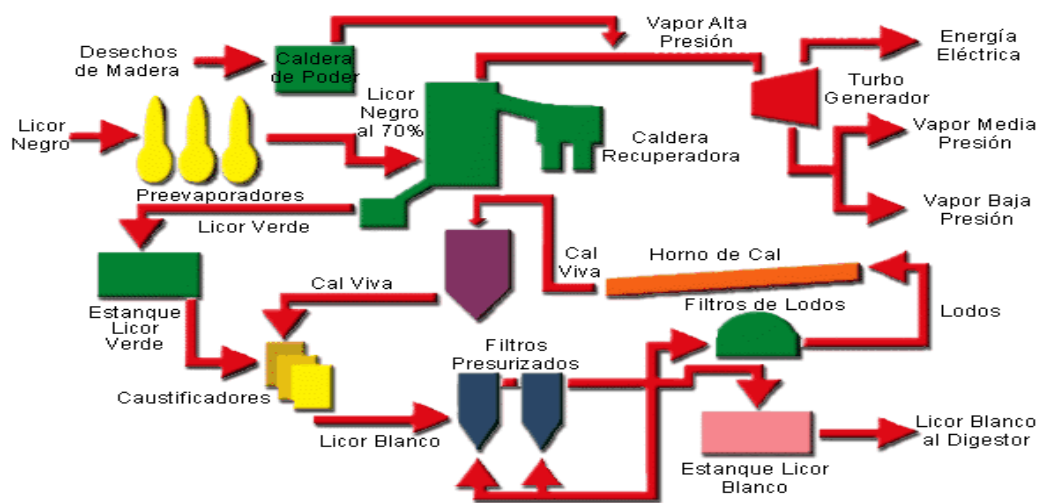 Vapor Alta
Presión
Energía
Eléctrica
Desechos
de Madera
Caldera
de Poder
Turbo
Generador
Licor
Negro
al 70%
Licor
Negro
Caldera
Recuperadora
Vapor Media
Presión
Preevaporadores
Licor Verde
Vapor Baja
Presión
Cal
Viva
Horno de Cal
Cal Viva
Filtros de Lodos
Lodos
Estanque
Licor
Verde
Filtros
Presurizados
Caustificadores
Licor Blanco
Licor Blanco
al Digestor
Estanque Licor
Blanco